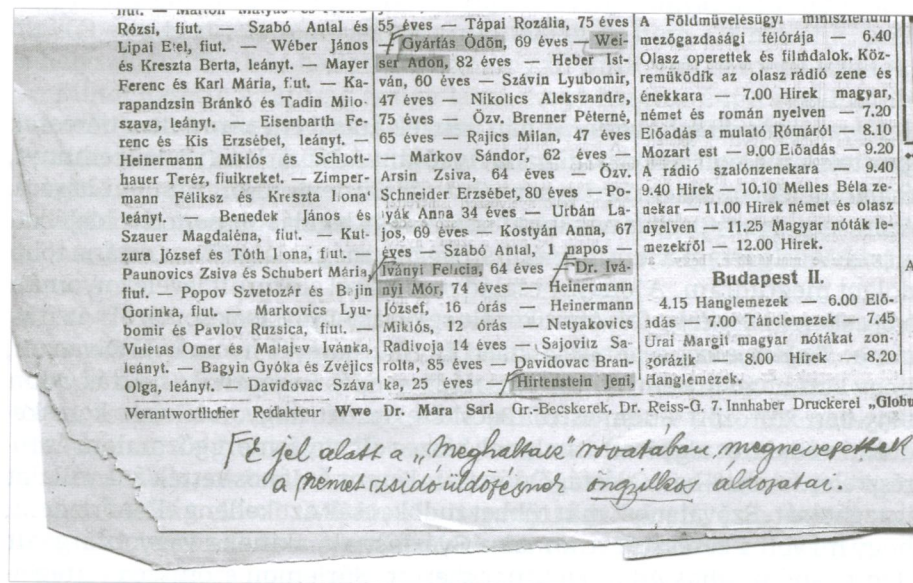 fiut. — Márton Mátyás és
Rózsi, fiut. — Szabó Antal és
Lipai Etel, fiut. — Wéber János
és Kreszta Berta, leányt. — Mayer
Ferenc és Karl Mária, fiut. — Ka-
rapandzsin Bránkó és Tadin Milo-
szava, leányt. — Eisenbarth Fe-
renc és Kis Erzsébet, leányt. —
Heinermann Miklós és Schlott-
hauer Teréz, fiuikreket. — Zimper-
mann Féliksz és Kreszta Ilona
leányt. — Benedek János és
Szauer Magdaléna, fiut. — Kul-
zura József és Tóth Ilona, fiut.
Paunovics Zsiva és Schubert Mária,
fiut. — Popov Szvetozár és Bajin
Gorinka, fiut. — Markovics Lyu-
bomir és Pavlov Ruzsica, fiut. —
Vuletas Omer és Malajev Ivánka,
leányt. — Bagyin Gyóka és Zvéjics
Olga, leányt. — Davidovac Száva
55 éves — Tápai Rozália, 75 éves
— Gyárfás Ödön, 69 éves — Wei-
ser Adon, 82 éves — Heber Ist-
ván, 60 éves — Szávin Lyubomir,
47 éves — Nikolics Alekszandre,
75 éves — Özv. Brenner Péterné,
65 éves — Rajics Milan, 47 éves
— Markov Sándor, 62 éves —
Arsin Zsiva, 64 éves — Özv.
Schneider Erzsébet, 80 éves — Po-
lyák Anna 34 éves — Urbán La-
jos, 69 éves — Kostyán Anna, 67
éves — Szabó Antal, 1 napos —
Iványi Felicia, 64 éves — Dr. Ivá-
nyi Mór, 74 éves — Heinermann
József, 16 órás — Heinermann
Miklós, 12 órás — Netyakovics
Radivoja 14 éves — Sajovitz Sa-
rolta, 85 éves — Davidovac Bran-
ka, 25 éves — Hirtenstein Jeni,
A Földművelésügyi minisztérium
mezőgazdasági félórája — 6.40
Olasz operettek és filmdalok. Köz-
remüködik az olasz rádió zene és
énekkara — 7.00 Hirek magyar,
német és román nyelven — 7.20
Előadás a mulató Rómáról — 8.10
Mozart est — 9.00 Előadás — 9.20
A rádió szalónzenekara — 9.40
9.40 Hirek — 10.10 Melles Béla ze-
nekar — 11.00 Hirek német és olasz
nyelven — 11.25 Magyar nóták le-
mezekről — 12.00 Hirek.
Budapest II.
4.15 Hanglemezek — 6.00 Elő-
adás — 7.00 Tánclemezek — 7.45
Urai Margit magyar nótákat zon-
gorázik — 8.00 Hirek — 8,20
Hanglemezek.
Verantwortlicher Redakteur Wwe Dr. Mara Sarl Gr.-Becskerek, Dr. Reiss-G. 7. Innhaber Druckerei „Globu
E jel alatt a „Meghaltak” rovatában, megnevezettek
a német zsidóüldözésnek öngyilkos áldozatai.